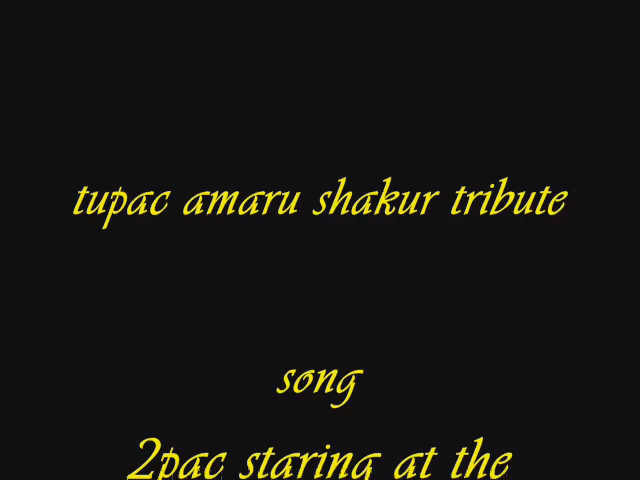 tupac amaru shakur tribute
song
2pac staring at the